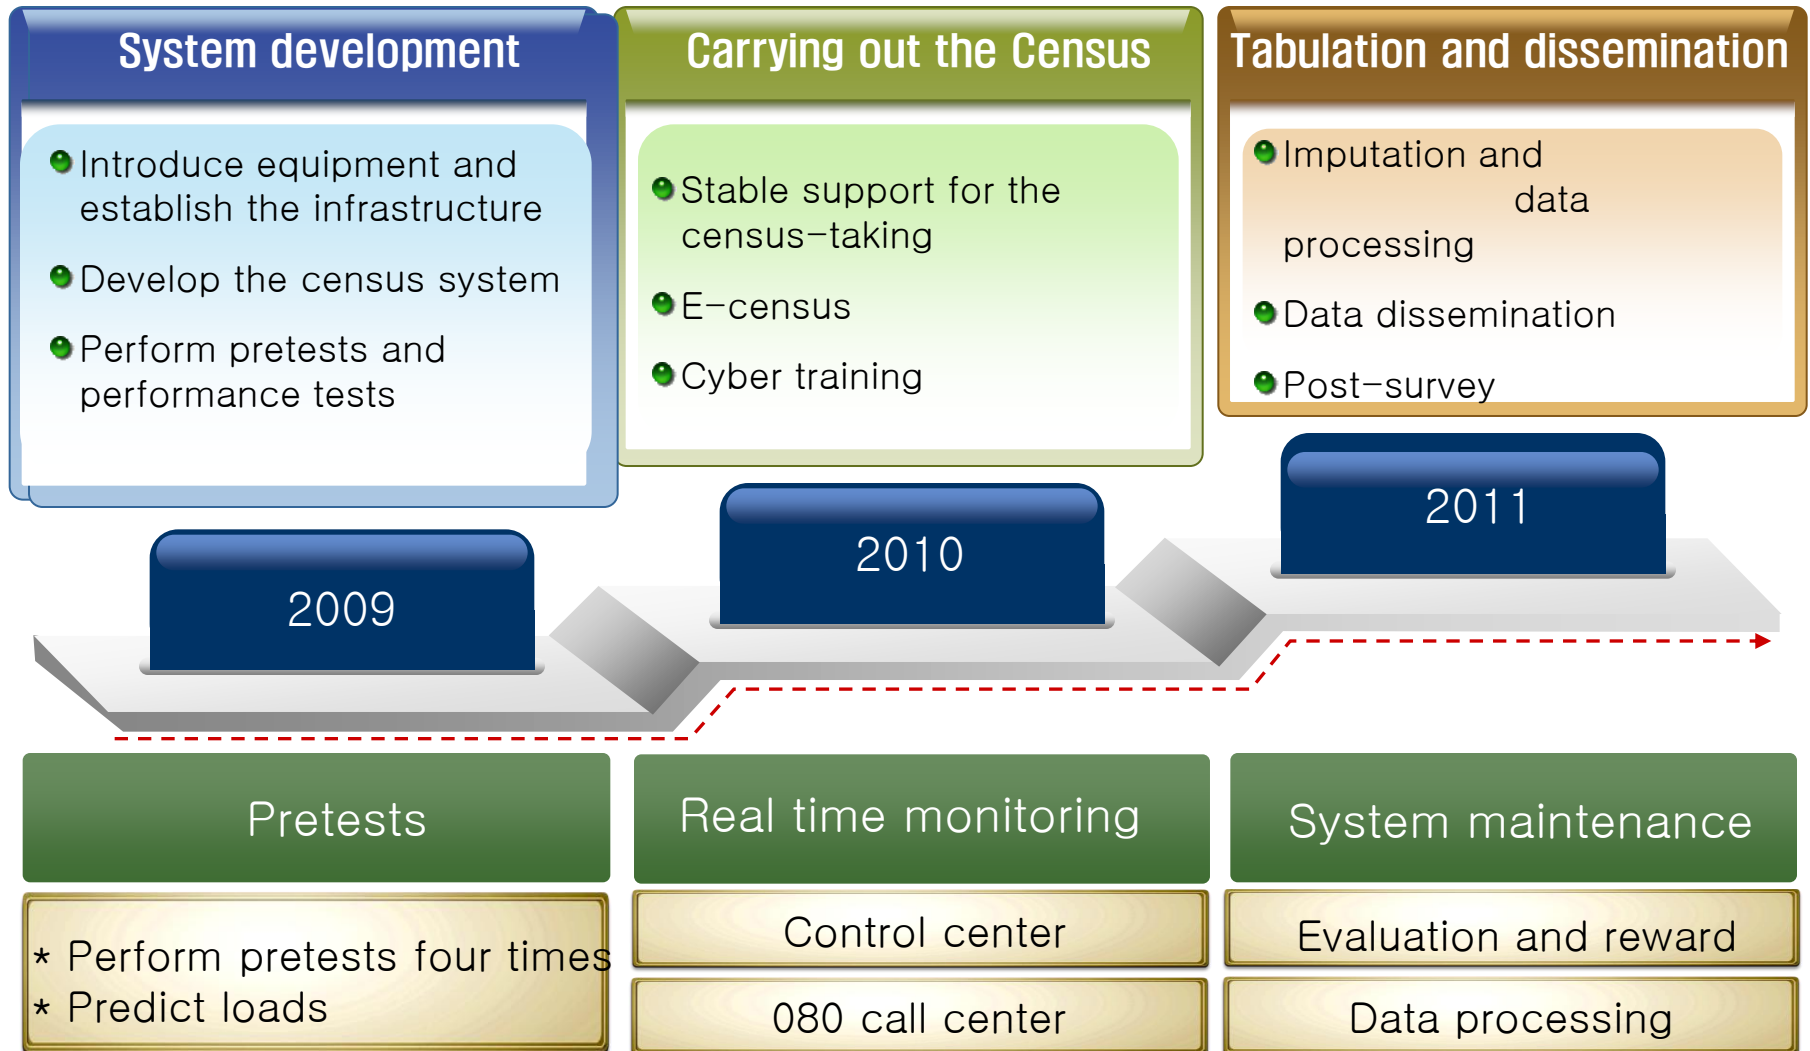 System development
Introduce equipment and
establish the infrastructure
Develop the census system
Perform pretests and
performance tests
Carrying out the Census
Stable support for the
census-taking
E-census
Cyber training
Tabulation and dissemination
Imputation and
data
processing
Data dissemination
Post-survey
2009
2010
2011
Pretests
* Perform pretests four times
* Predict loads
Real time monitoring
Control center
080 call center
System maintenance
Evaluation and reward
Data processing